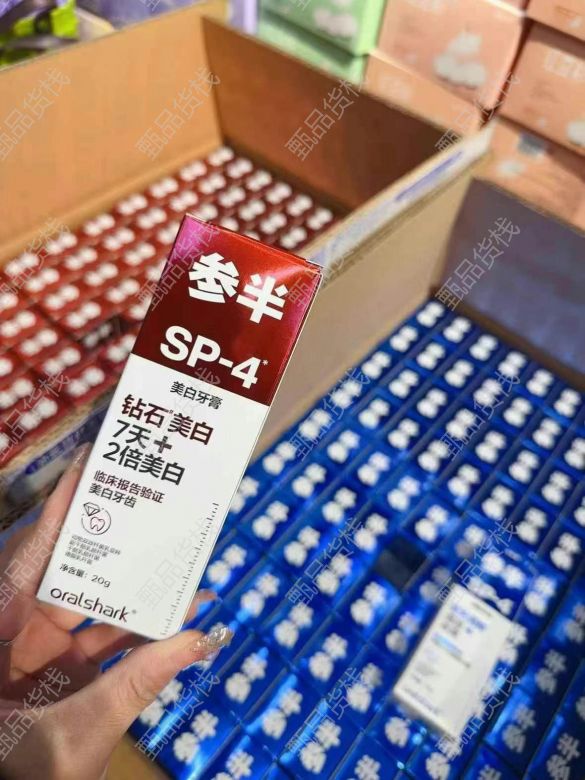 参半
SP-4*
美白牙膏
钻石美白
7天+
2倍美白
临床报告验证
美白牙齿
净含量：20g
oralshark
甄品货栈